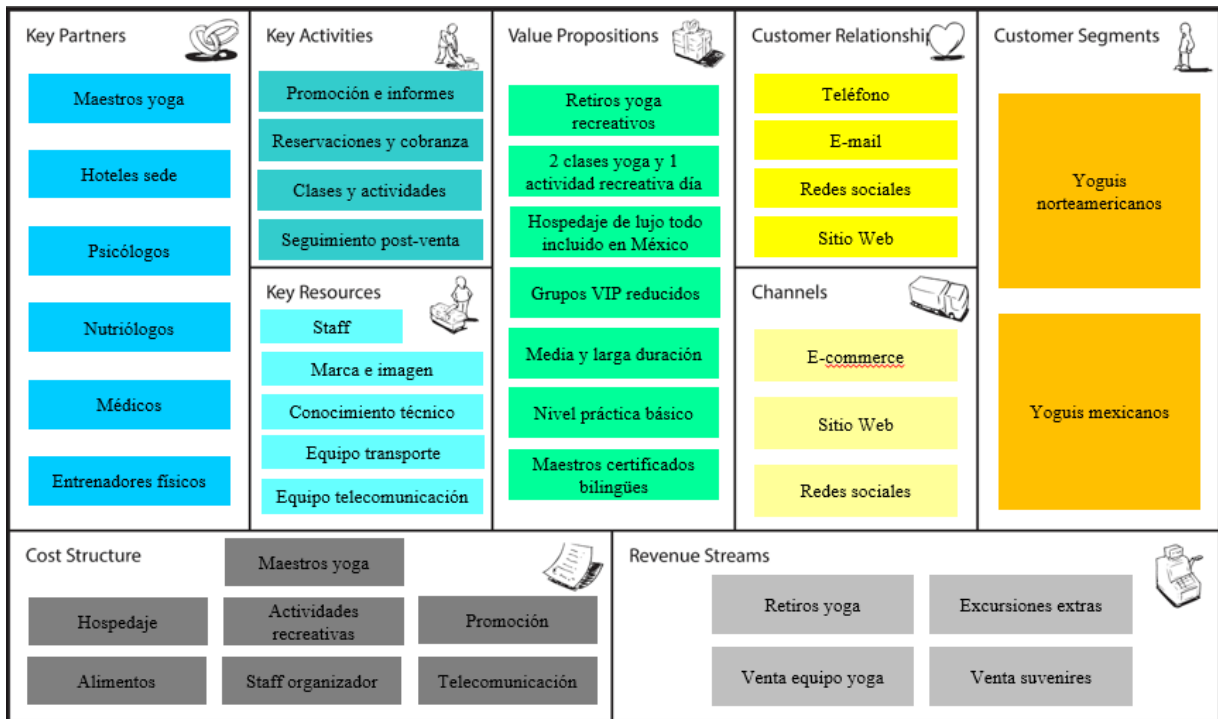 Key Partners
Maestros yoga
Hoteles sede
Psicólogos
Nutriólogos
Médicos
Entrenadores físicos
Key Activities
Promoción e informes
Reservaciones y cobranza
Clases y actividades
Seguimiento post-venta
Key Resources
Staff
Marca e imagen
Conocimiento técnico
Equipo transporte
Equipo telecomunicación
Value Propositions
Retiros yoga
recreativos
2 clases yoga y 1
actividad recreativa día
Hospedaje de lujo todo
incluido en México
Grupos VIP reducidos
Media y larga duración
Nivel práctica básico
Maestros certificados
bilingües
Customer Relationship
Teléfono
E-mail
Redes sociales
Sitio Web
Channels
E-commerce
Sitio Web
Redes sociales
Customer Segments
Yoguis
norteamericanos
Yoguis mexicanos
Cost Structure
Maestros yoga
Hospedaje
Actividades
recreativas
Promoción
Alimentos
Staff organizador
Telecomunicación
Revenue Streams
Retiros yoga
Excursiones extras
Venta equipo yoga
Venta suvenires